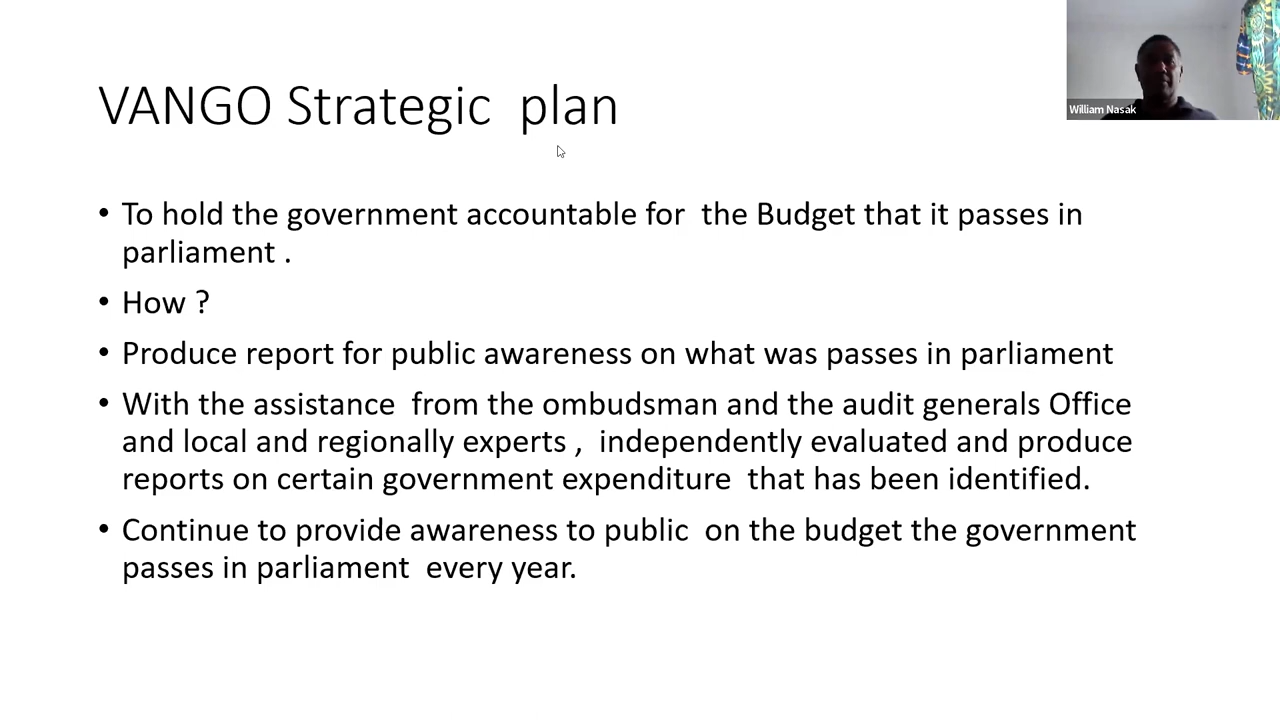 VANGO Strategic  plan
William Nasak
• To hold the government accountable for  the Budget that it passes in
parliament .
• How ?
• Produce report for public awareness on what was passes in parliament
• With the assistance  from the ombudsman and the audit generals Office
and local and regionally experts ,  independently evaluated and produce
reports on certain government expenditure  that has been identified.
• Continue to provide awareness to public  on the budget the government
passes in parliament  every year.